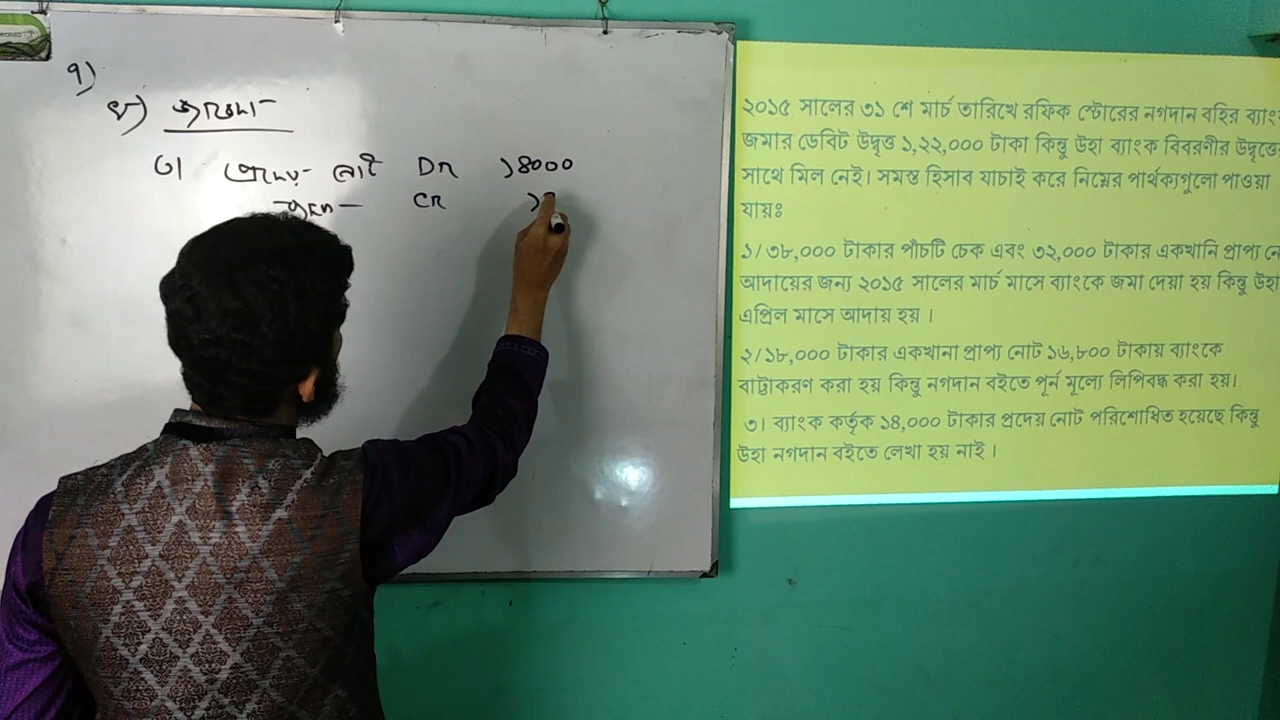 ৭)
খ) জাবেদা
৩। প্রদেয় নোট DR ১৪০০০
ব্যাংক CR ১
২০১৫ সালের ৩১ শে মার্চ তারিখে রফিক স্টোরের নগদান বহির ব্যাংক
জমার ডেবিট উদ্বৃত্ত ১,২২,০০০ টাকা কিন্তু উহা ব্যাংক বিবরণীর উদ্বৃত্তের
সাথে মিল নেই। সমস্ত হিসাব যাচাই করে নিম্নের পার্থক্যগুলো পাওয়া
যায়ঃ
১/৩৮,০০০ টাকার পাঁচটি চেক এবং ৩২,০০০ টাকার একখানি প্রাপ্য
আদায়ের জন্য ২০১৫ সালের মার্চ মাসে ব্যাংকে জমা দেয়া হয় কিন্তু উহা
এপ্রিল মাসে আদায় হয় ।
২/১৮,০০০ টাকার একখানা প্রাপ্য নোট ১৬,৮০০ টাকায় ব্যাংকে
বাট্টাকরণ করা হয় কিন্তু নগদান বইতে পূর্ন মূল্যে লিপিবদ্ধ করা হয়।
৩। ব্যাংক কর্তৃক ১৪,০০০ টাকার প্রদেয় নোট পরিশোধিত হয়েছে কিন্তু
উহা নগদান বইতে লেখা হয় নাই ।